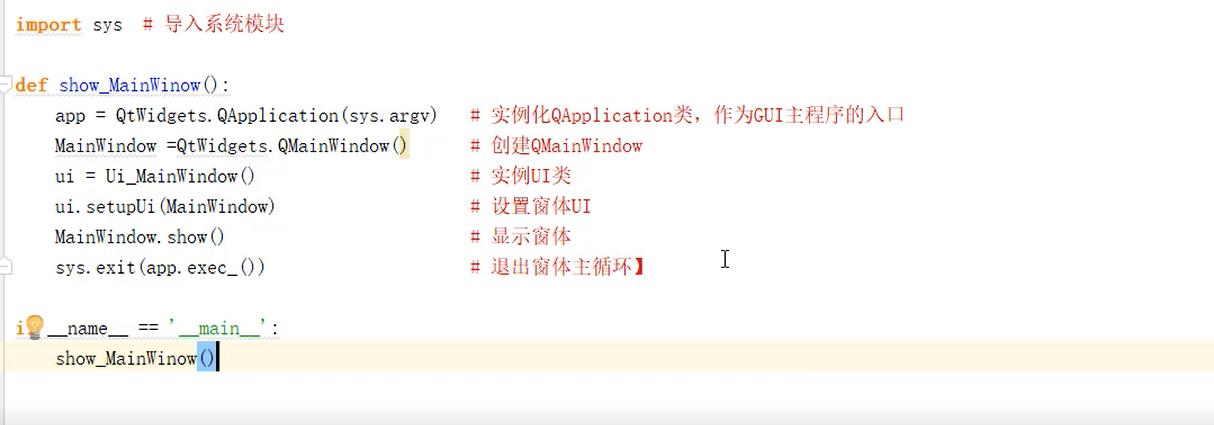 import sys  # 导入系统模块
def show_MainWinow():
    app = QtWidgets.QApplication(sys.argv)   # 实例化QApplication类，作为GUI主程序的入口
    MainWindow =QtWidgets.QMainWindow()      # 创建QMainWindow
    ui = Ui_MainWindow()                     # 实例UI类
    ui.setupUi(MainWindow)                   # 设置窗体UI
    MainWindow.show()                        # 显示窗体
    sys.exit(app.exec_())                    # 退出窗体主循环】
i __name__ == '__main__':
    show_MainWinow()